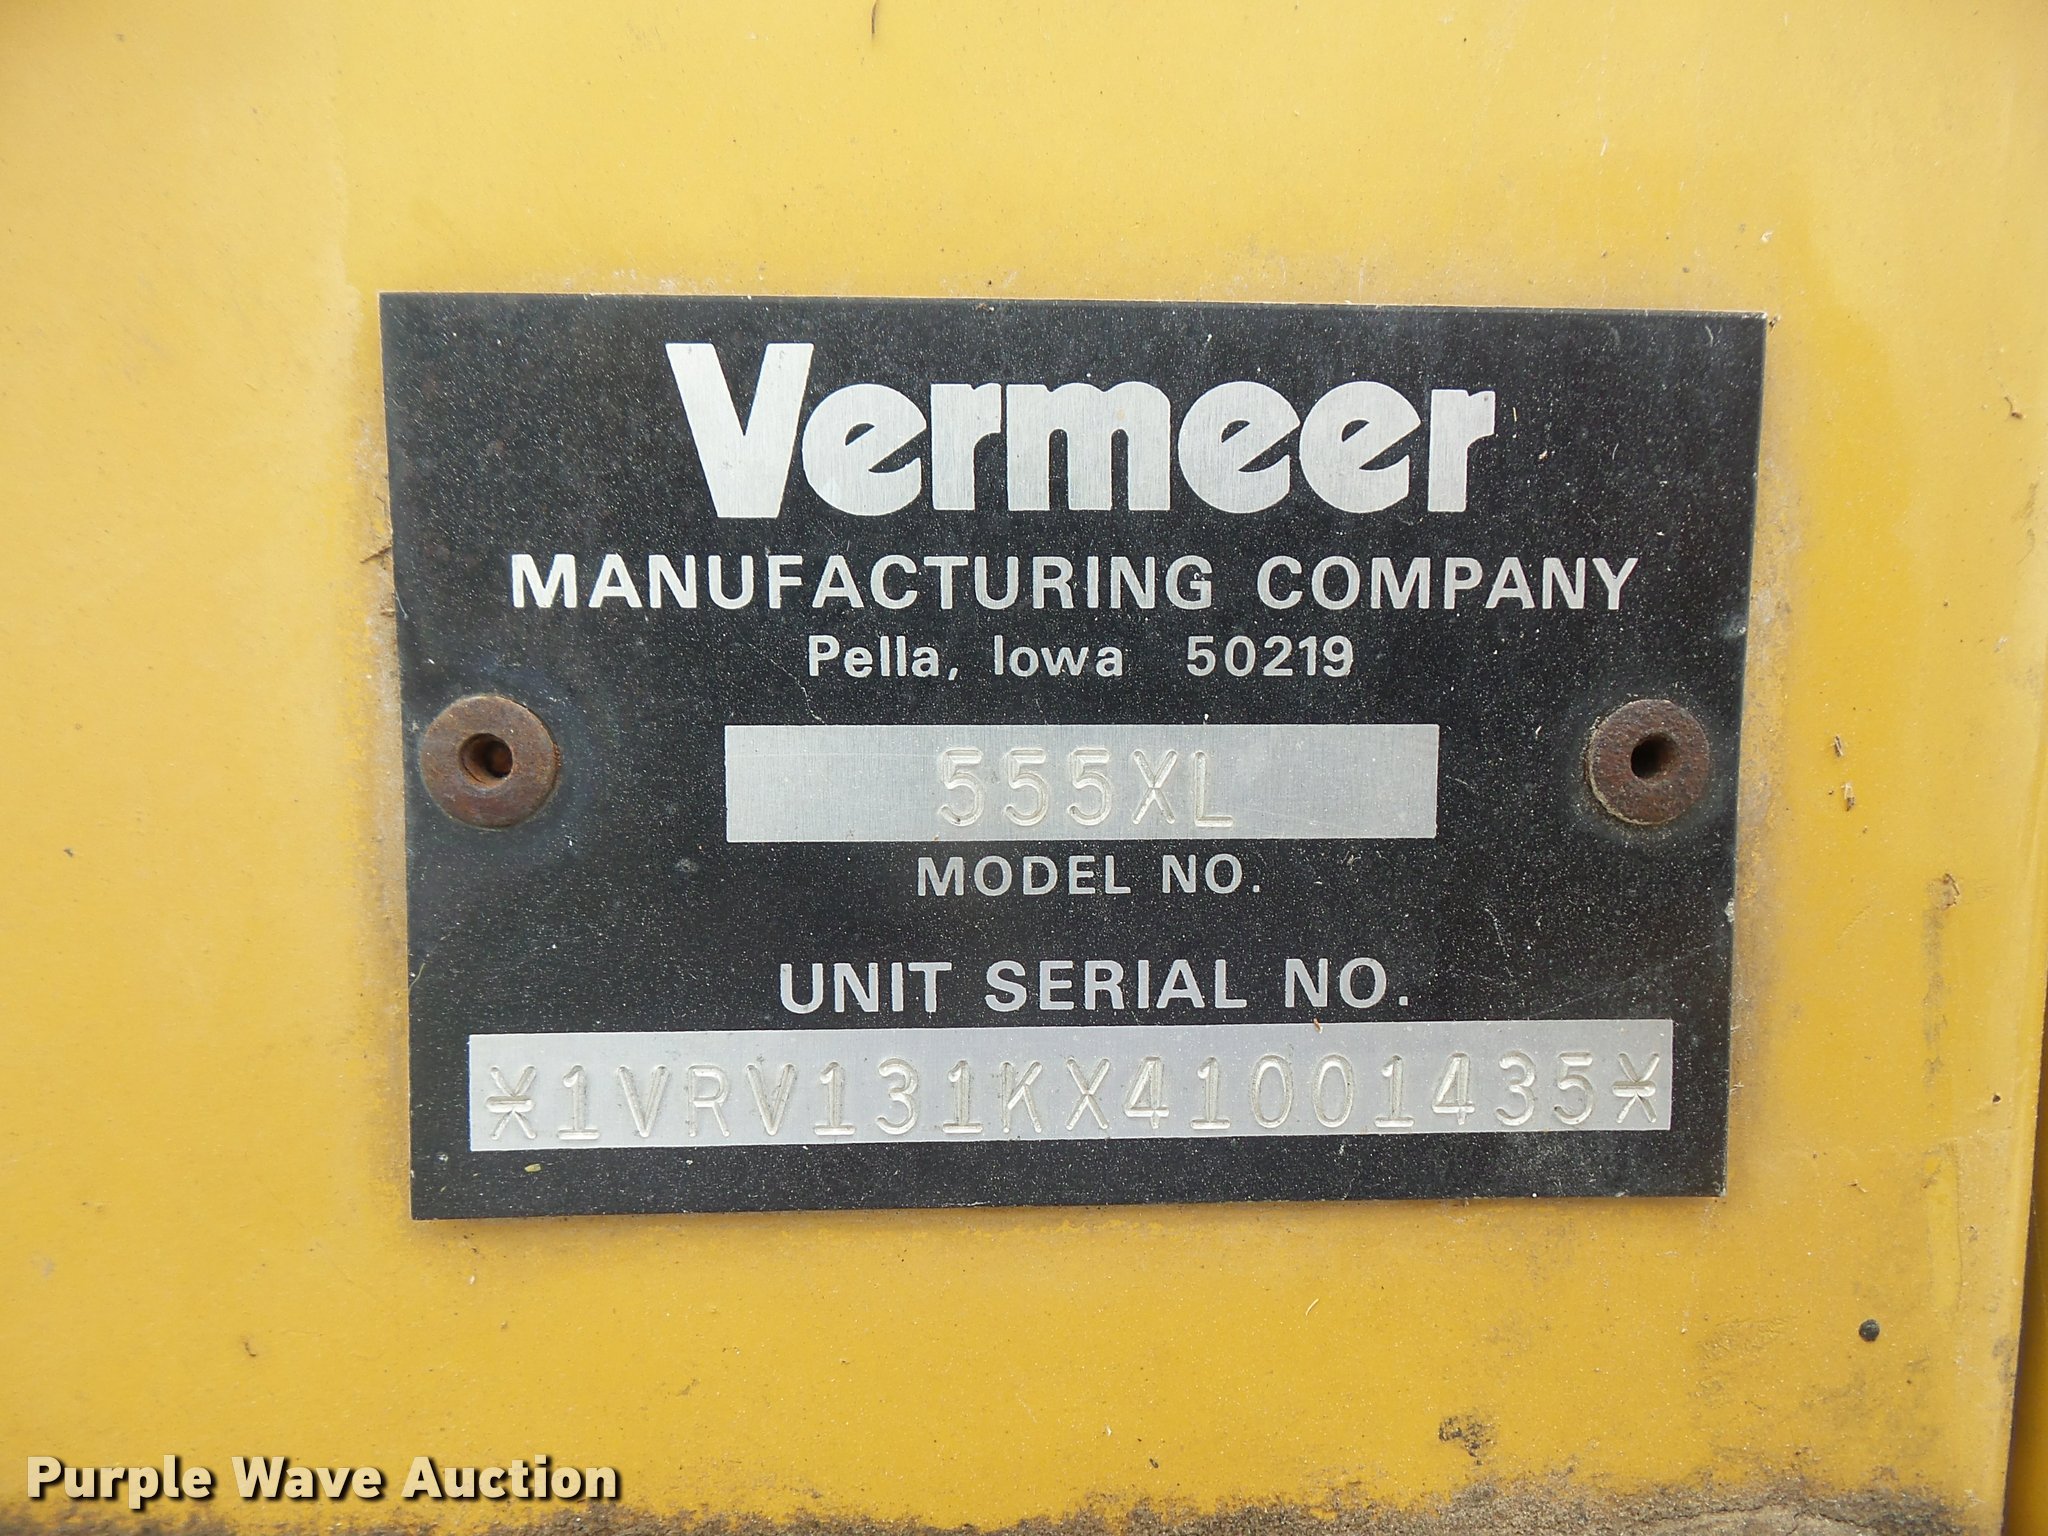 Vermeer
MANUFACTURING COMPANY
Pella, Iowa 50219
555XL
MODEL NO.
UNIT SERIAL NO.
*1VRV131KX41001435*
Purple Wave Auction